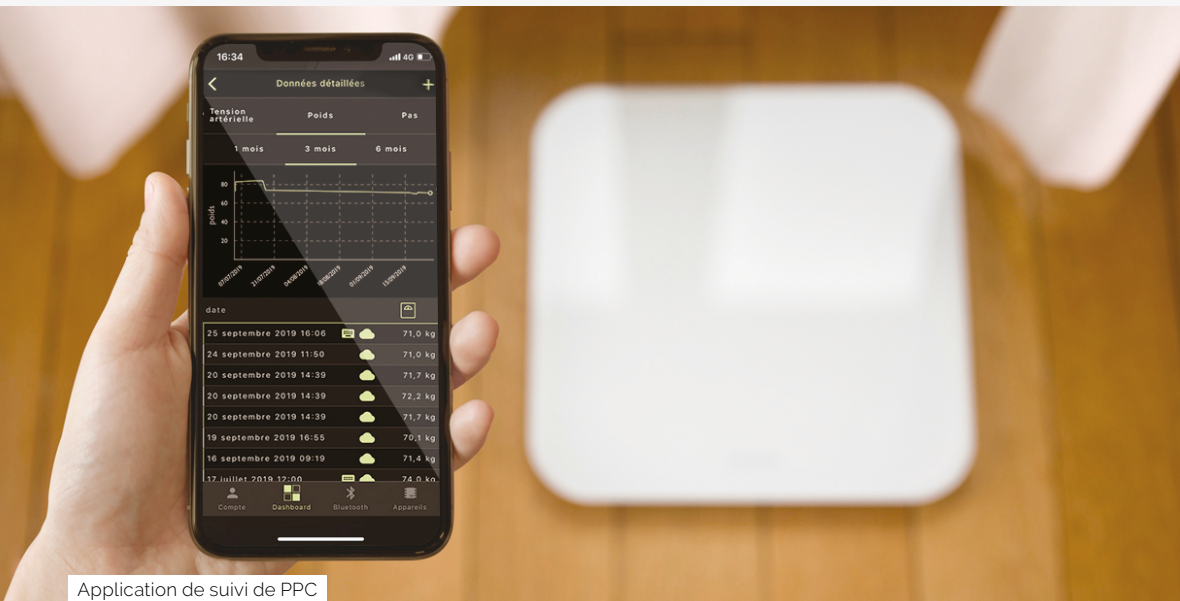 16:34
4G
Données détaillées
Tension
artérielle
Poids
Pas
1 mois
3 mois
6 mois
80
60
40
20
poids
07/07/2019
21/07/2019
04/08/2019
18/08/2019
01/09/2019
15/09/2019
date
25 septembre 2019 16:06 71,0 kg
24 septembre 2019 11:50 71,0 kg
20 septembre 2019 14:39 71,7 kg
20 septembre 2019 14:39 72,2 kg
20 septembre 2019 14:39 71,7 kg
19 septembre 2019 16:55 70,1 kg
16 septembre 2019 09:19 71,4 kg
17 juillet 2019 12:00 74,0 kg
Compte
Dashboard
Bluetooth
Appareils
Application de suivi de PPC